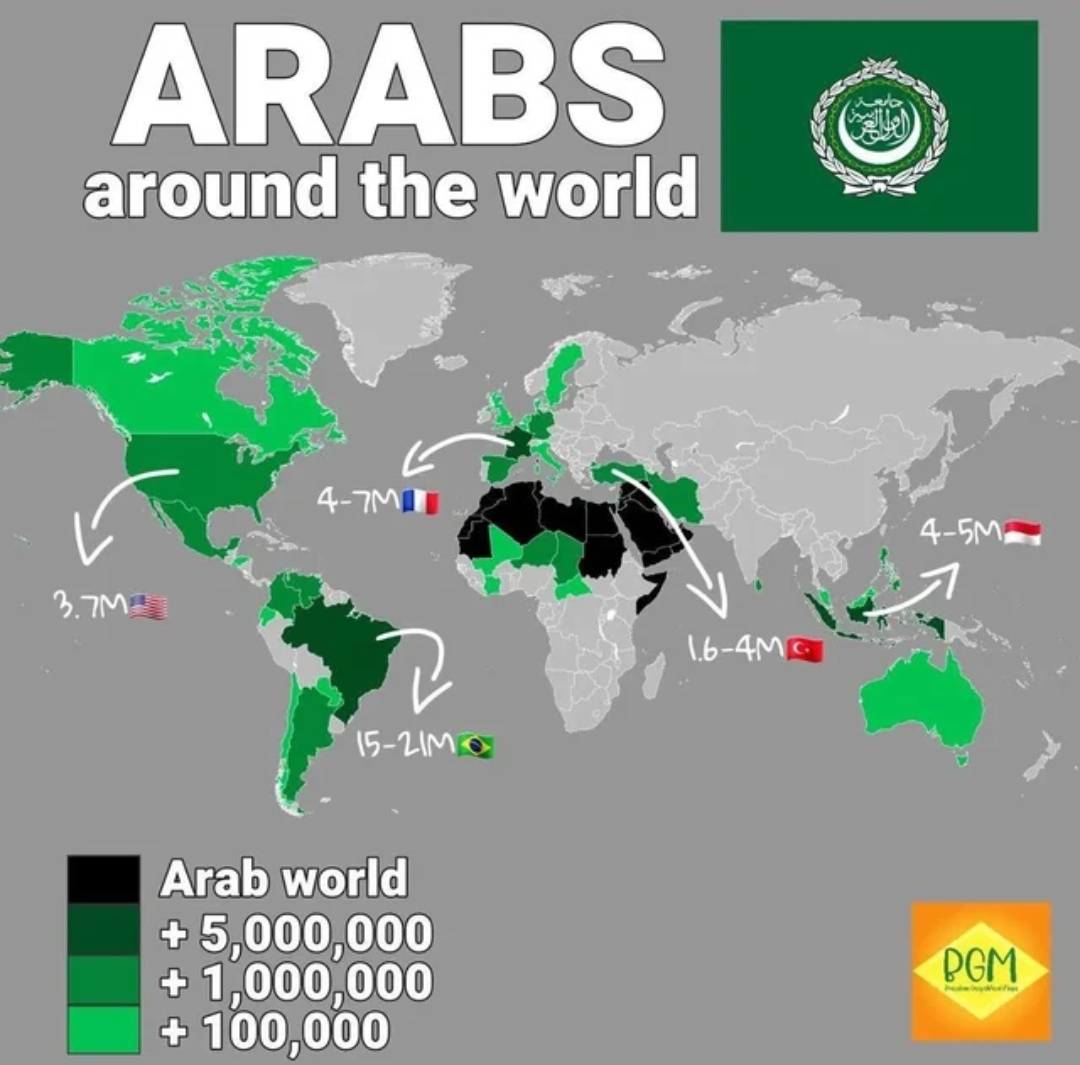 ARABS
around the world
جامعة
الدول العربية
4-7M
3.7M
4-5M
1.6-4M
15-21M
Arab world
+ 5,000,000
+ 1,000,000
+ 100,000
BGM